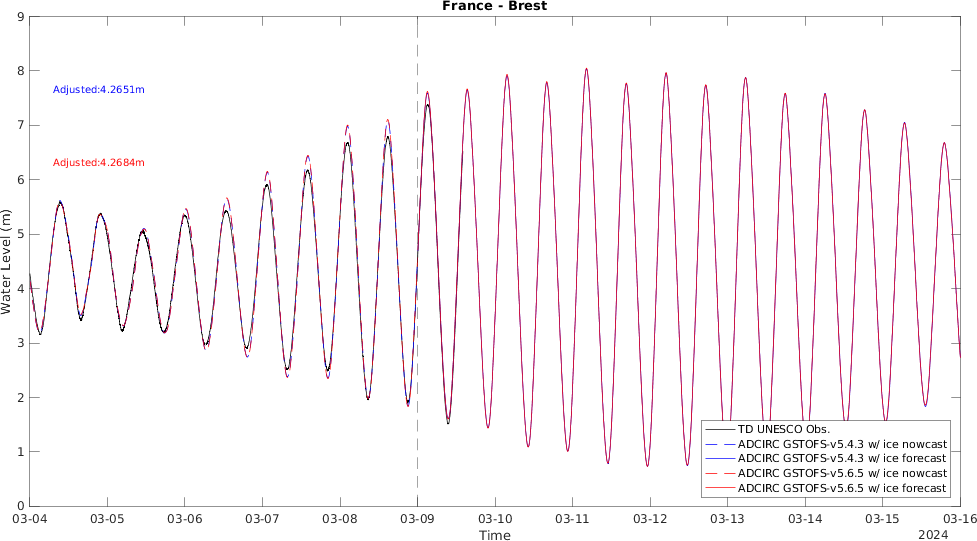 France - Brest
9
8
7
6
5
4
3
2
1
0
Water Level (m)
Adjusted:4.2651m
Adjusted:4.2684m
TD UNESCO Obs.
ADCIRC GSTOFS-v5.4.3 w/ ice nowcast
ADCIRC GSTOFS-v5.4.3 w/ ice forecast
ADCIRC GSTOFS-v5.6.5 w/ ice nowcast
ADCIRC GSTOFS-v5.6.5 w/ ice forecast
03-04 03-05 03-06 03-07 03-08 03-09 03-10 03-11 03-12 03-13 03-14 03-15 03-16
Time
2024